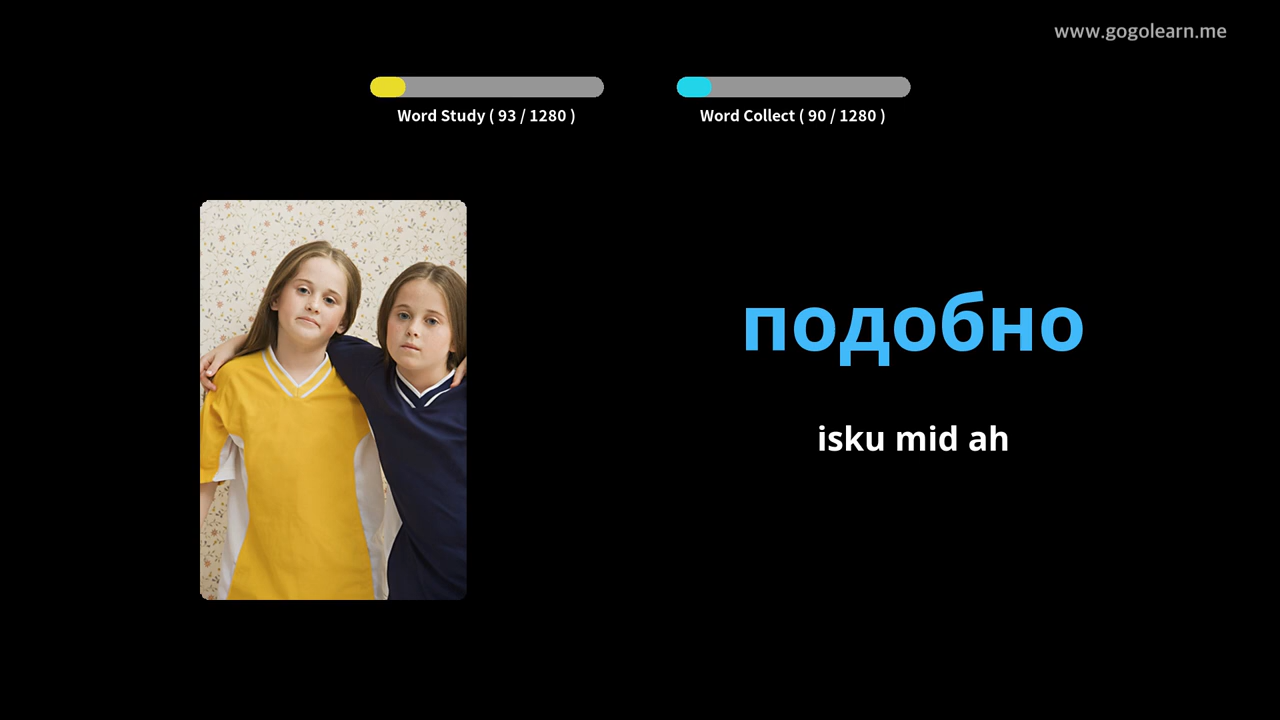 www.gogolearn.me
Word Study ( 93 / 1280 )
Word Collect ( 90 / 1280 )
подобно
isku mid ah